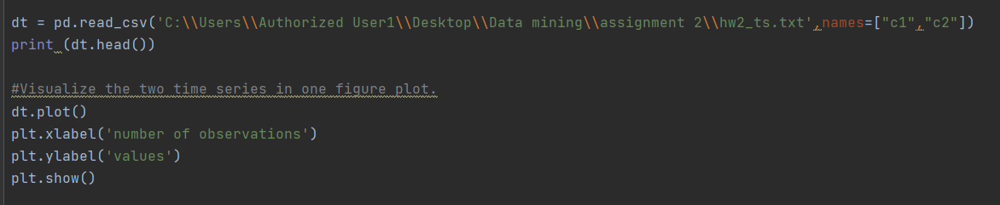 dt = pd.read_csv('C:\\Users\\Authorized User1\\Desktop\\Data mining\\assignment 2\\hw2_ts.txt',names=["c1","c2"])
print (dt.head())
#Visualize the two time series in one figure plot.
dt.plot()
plt.xlabel('number of observations')
plt.ylabel('values')
plt.show()